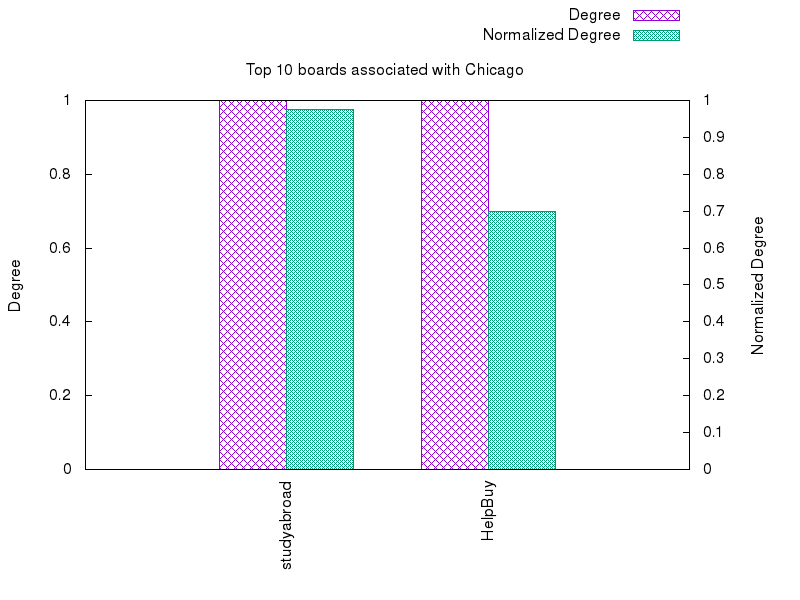 Degree
Normalized Degree
Top 10 boards associated with Chicago
1
0.8
0.6
0.4
0.2
0
Degree
1
0.9
0.8
0.7
0.6
0.5
0.4
0.3
0.2
0.1
0
Normalized Degree
studyabroad
HelpBuy